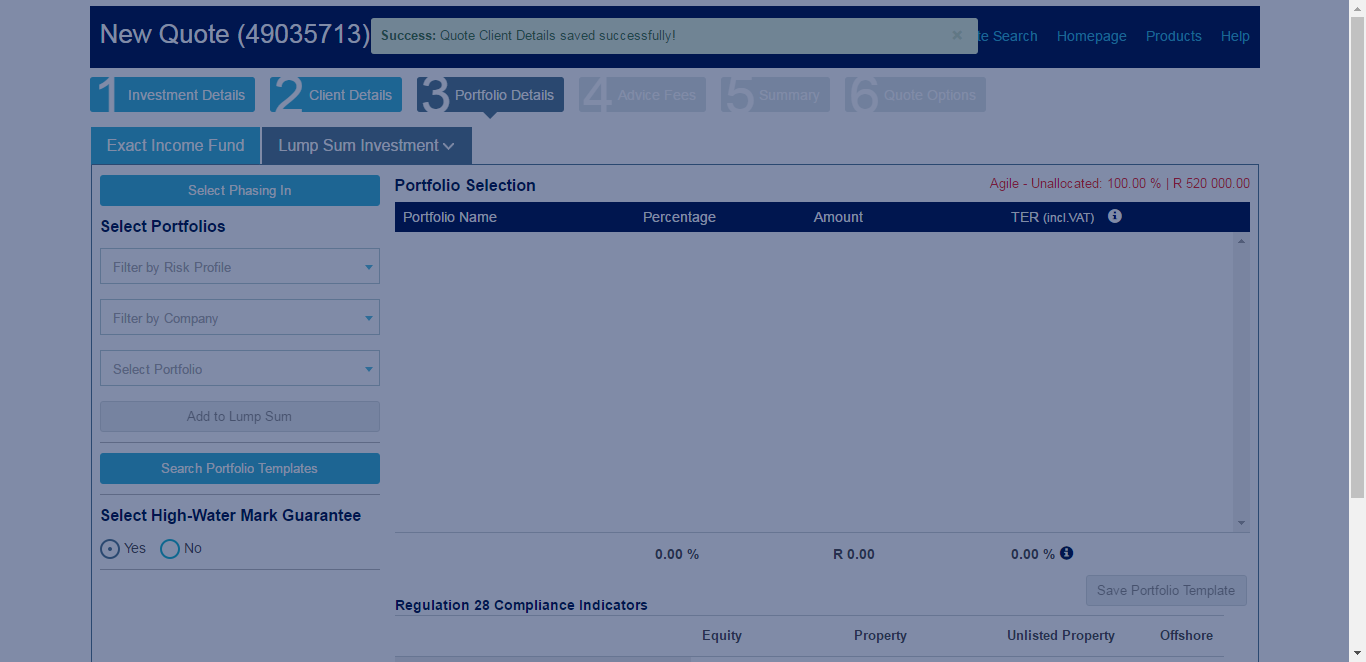 New Quote (49035713)
Success: Quote Client Details saved successfully! ×
Search Homepage Products Help
1 Investment Details 2 Client Details 3 Portfolio Details 4 Advice Fees 5 Summary 6 Quote Options
Exact Income Fund Lump Sum Investment
Select Phasing In
Portfolio Selection
Agile - Unallocated: 100.00 % | R 520 000.00
Portfolio Name Percentage Amount TER (incl.VAT)
Select Portfolios
Filter by Risk Profile
Filter by Company
Select Portfolio
Add to Lump Sum
Search Portfolio Templates
Select High-Water Mark Guarantee
Yes No
0.00 % R 0.00 0.00 %
Save Portfolio Template
Regulation 28 Compliance Indicators
Equity Property Unlisted Property Offshore